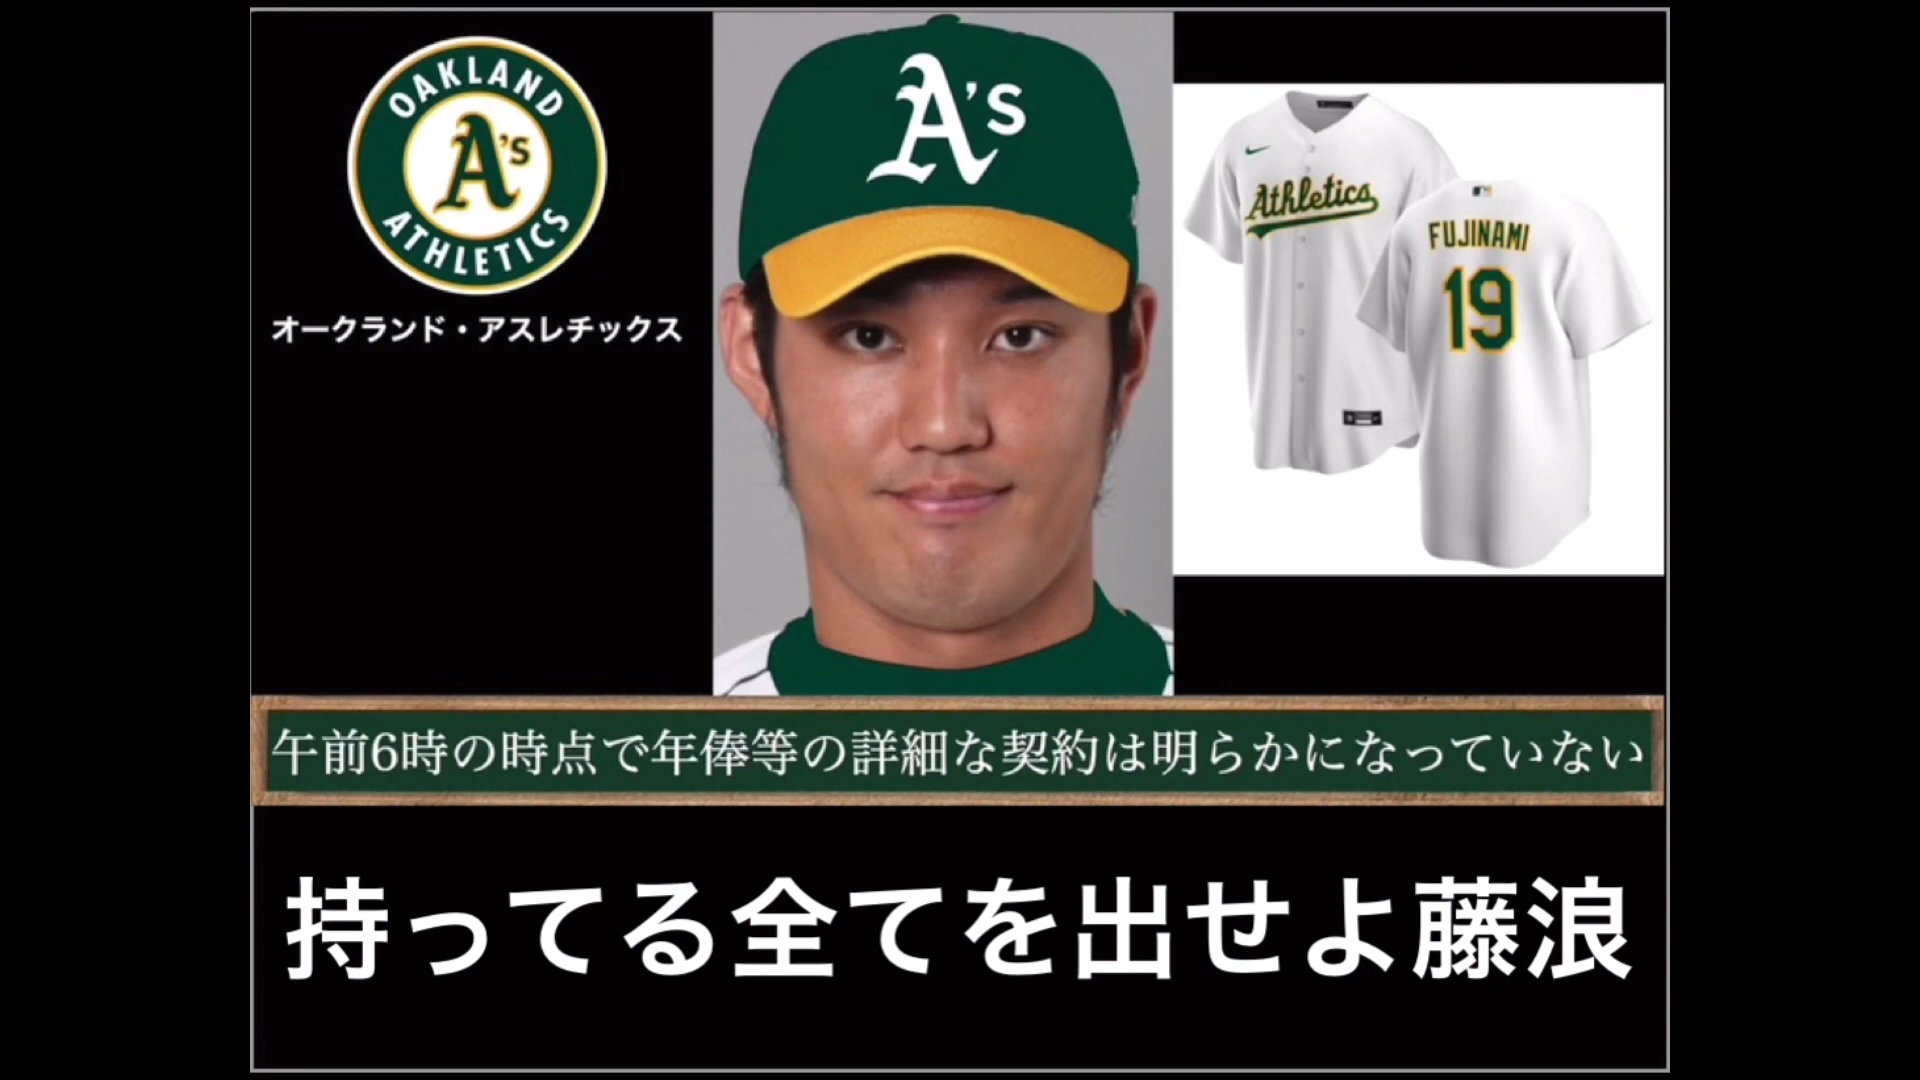 OAKLAND
A's
ATHLETICS
オークランド・アスレチックス
A's
Athletics
FUJINAMI
19
午前6時の時点で年俸等の詳細な契約は明らかになっていない
持ってる全てを出せよ藤浪